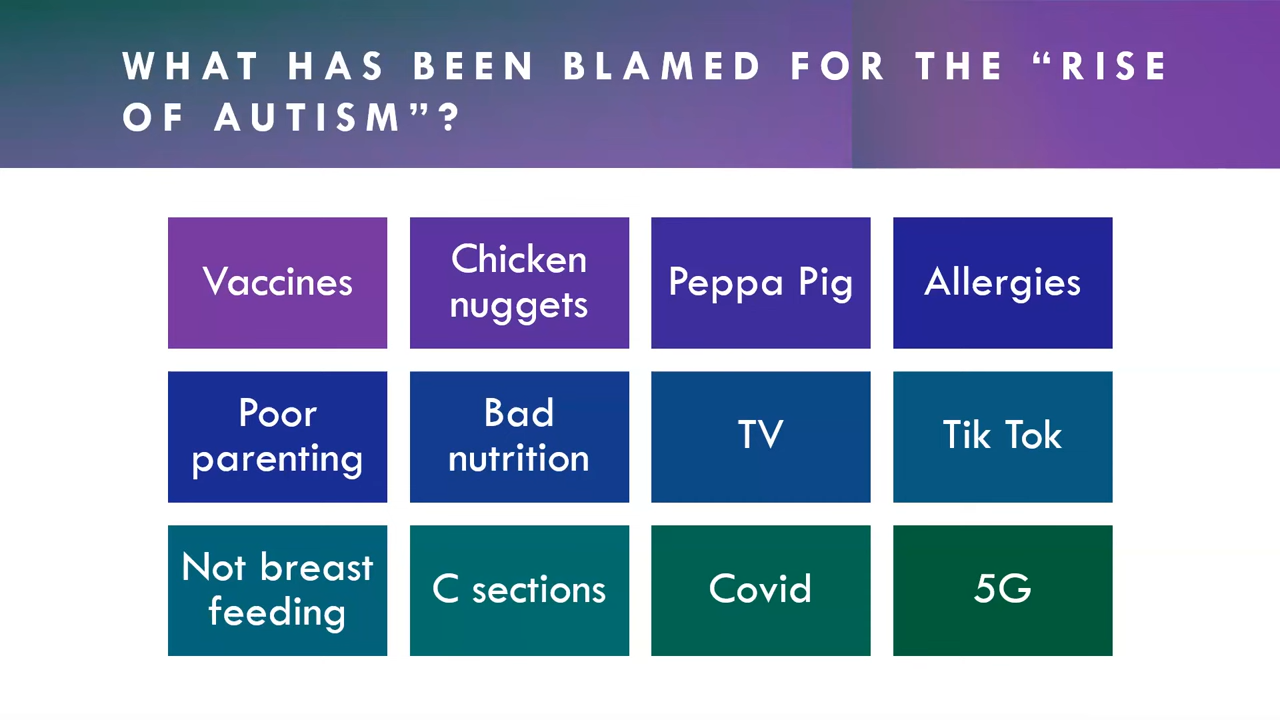 WHAT HAS BEEN BLAMED FOR THE “RISE
OF AUTISM”?
Vaccines
Chicken
nuggets
Peppa Pig
Allergies
Poor
parenting
Bad
nutrition
TV
Tik Tok
Not breast
feeding
C sections
Covid
5G